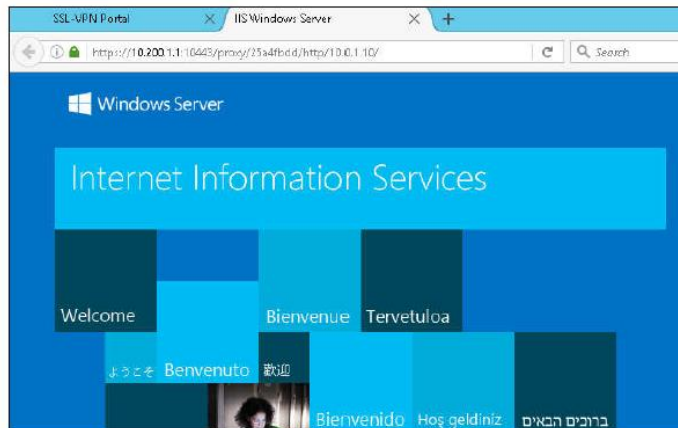 SSL-VPN Portal
IIS Windows Server
https://10.200.1.1:10443/proxy/25a4fbdd/http/10.0.1.10/
Search
Windows Server
Internet Information Services
Welcome
Bienvenue
Tervetuloa
ようこそ
Benvenuto
歡迎
Bienvenido
Hoş geldiniz
ברוכים הבאים